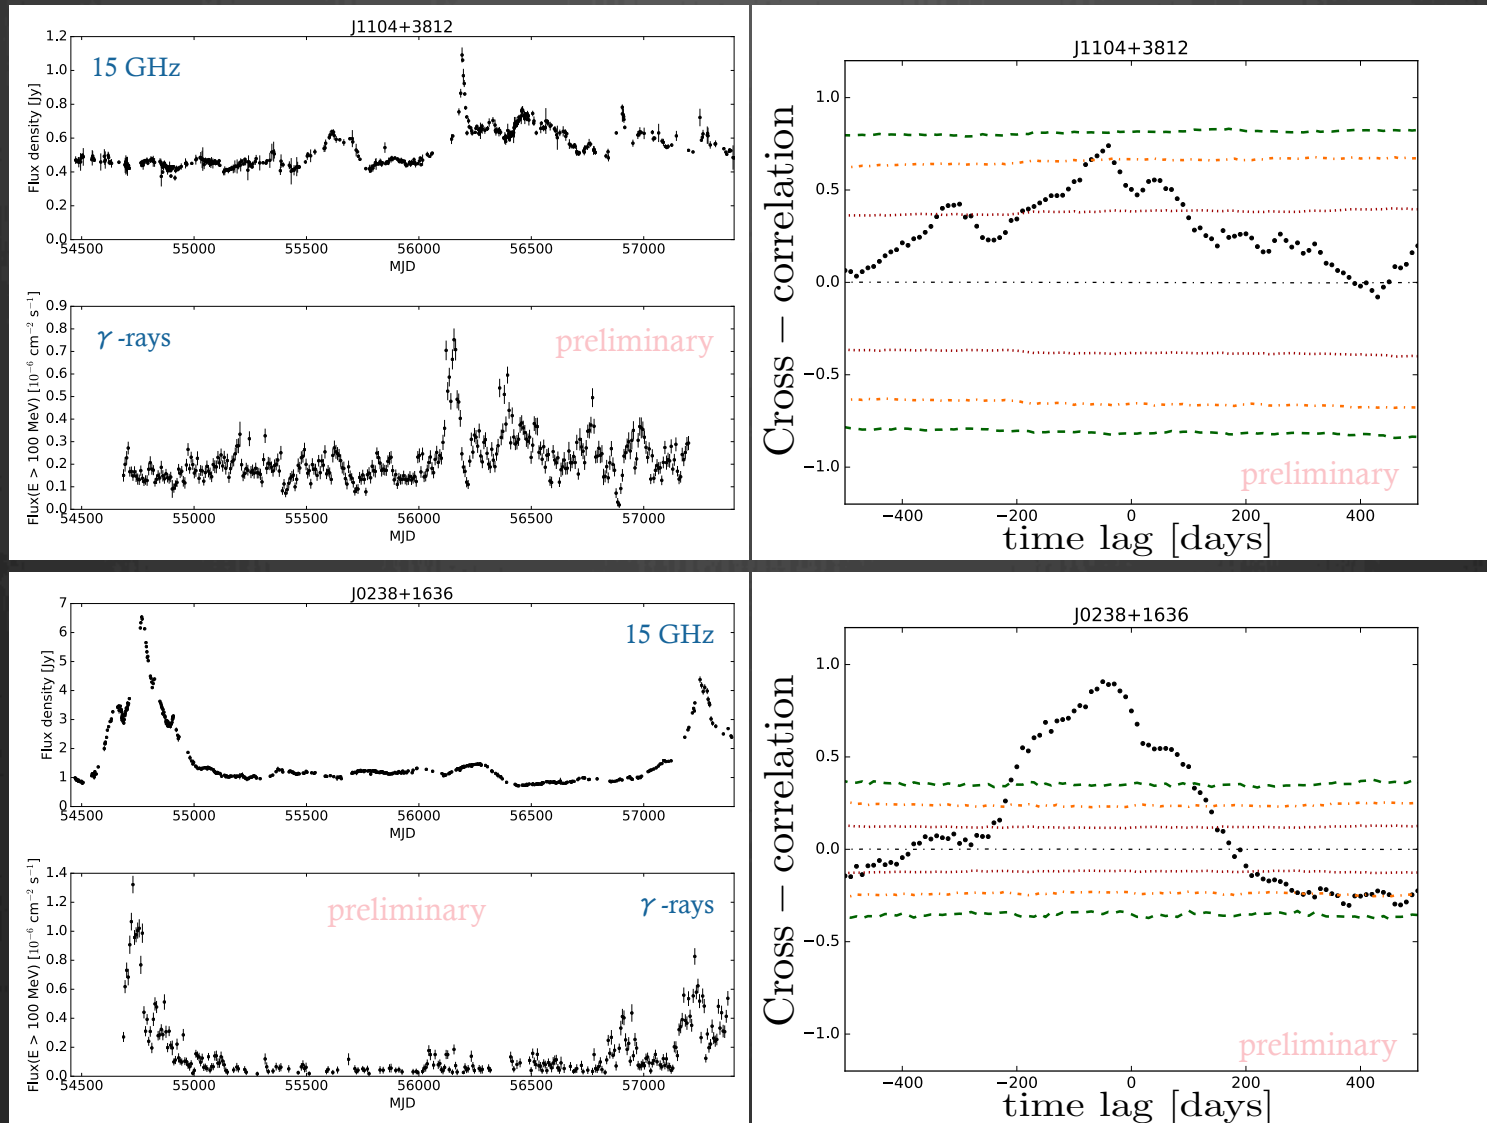 J1104+3812
15 GHz
Flux density [Jy]
1.2
1.0
0.8
0.6
0.4
0.2
0.0
54500 55000 55500 56000 56500 57000
MJD
γ -rays
preliminary
Flux(E > 100 MeV) [10⁻⁶ cm⁻² s⁻¹]
0.9
0.8
0.7
0.6
0.5
0.4
0.3
0.2
0.1
0.0
54500 55000 55500 56000 56500 57000
MJD
J1104+3812
Cross − correlation
1.0
0.5
0.0
−0.5
−1.0
preliminary
−400 −200 0 200 400
time lag [days]
J0238+1636
15 GHz
Flux density [Jy]
7
6
5
4
3
2
1
0
54500 55000 55500 56000 56500 57000
MJD
preliminary
γ -rays
Flux(E > 100 MeV) [10⁻⁶ cm⁻² s⁻¹]
1.4
1.2
1.0
0.8
0.6
0.4
0.2
0.0
54500 55000 55500 56000 56500 57000
MJD
J0238+1636
Cross − correlation
1.0
0.5
0.0
−0.5
−1.0
preliminary
−400 −200 0 200 400
time lag [days]